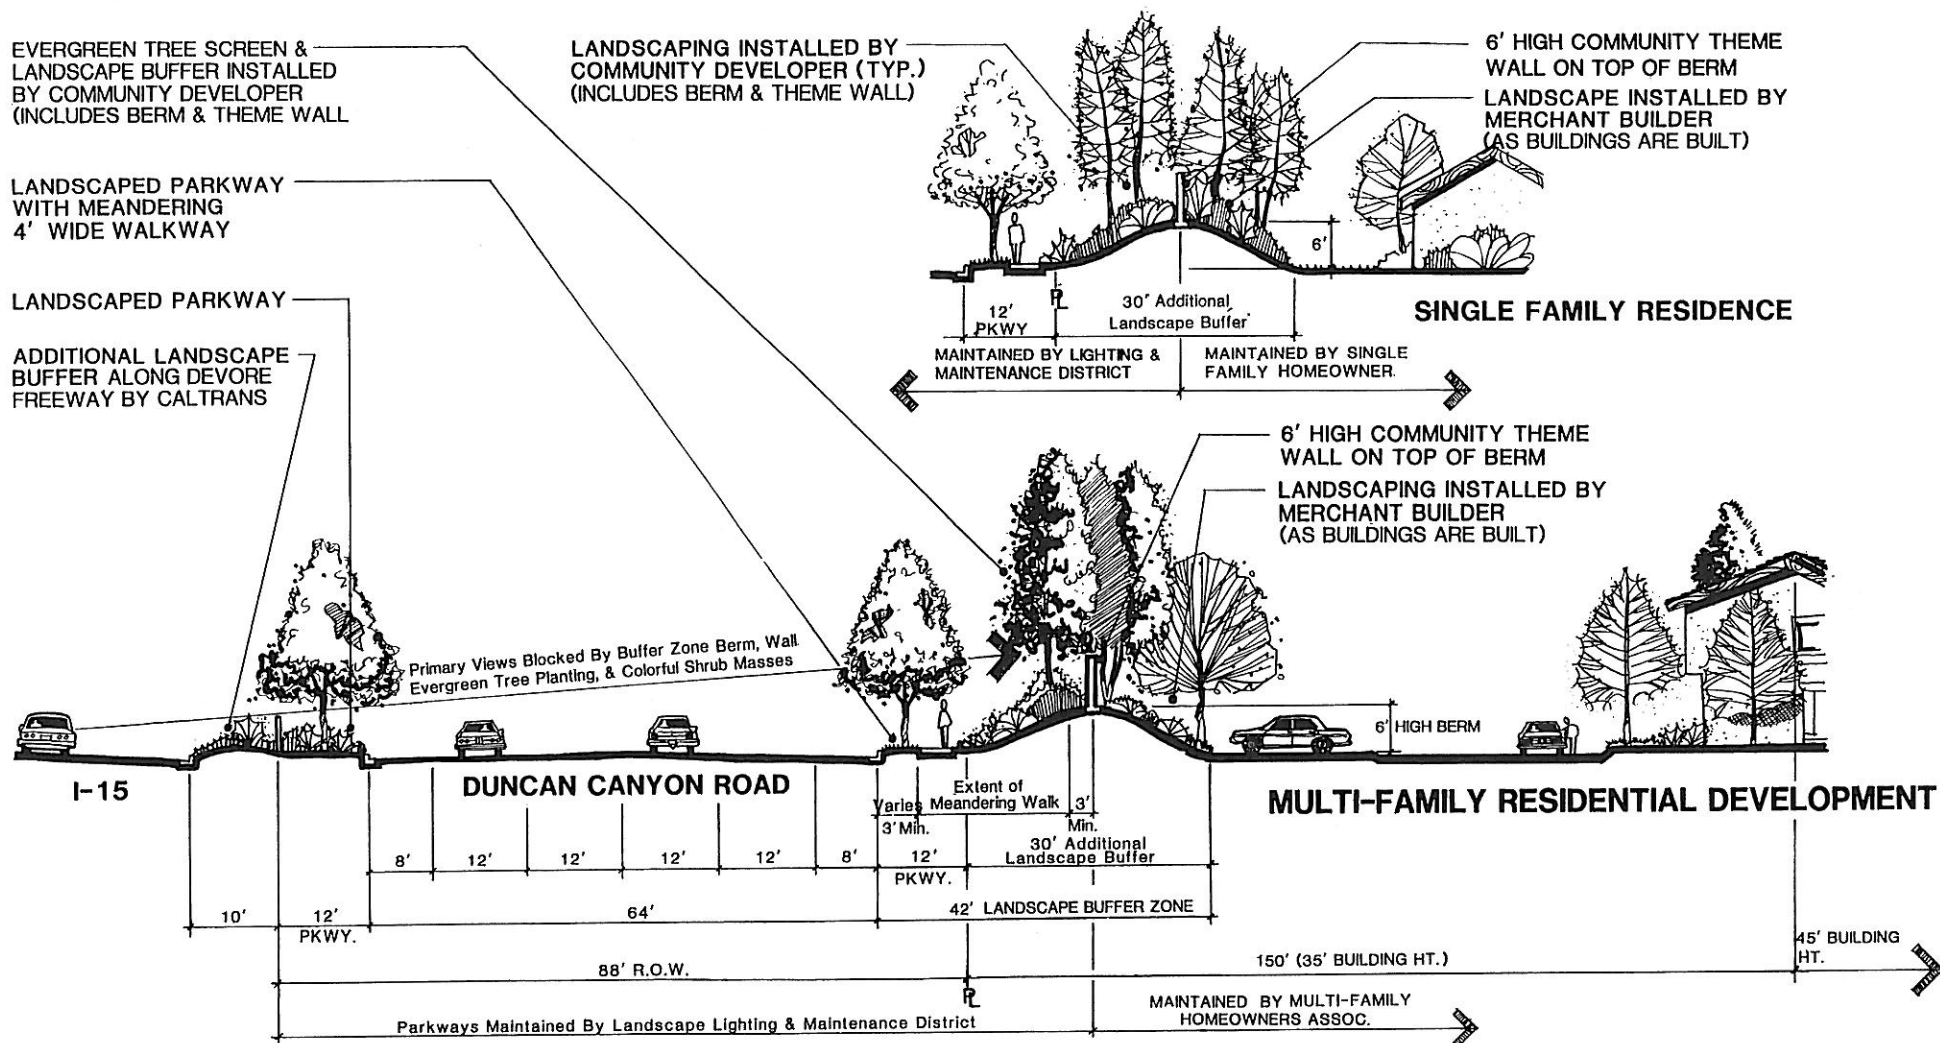 EVERGREEN TREE SCREEN &
LANDSCAPE BUFFER INSTALLED
BY COMMUNITY DEVELOPER
(INCLUDES BERM & THEME WALL
LANDSCAPED PARKWAY
WITH MEANDERING
4' WIDE WALKWAY
LANDSCAPED PARKWAY
ADDITIONAL LANDSCAPE
BUFFER ALONG DEVORE
FREEWAY BY CALTRANS
LANDSCAPING INSTALLED BY
COMMUNITY DEVELOPER (TYP.)
(INCLUDES BERM & THEME WALL)
6' HIGH COMMUNITY THEME
WALL ON TOP OF BERM
LANDSCAPE INSTALLED BY
MERCHANT BUILDER
(AS BUILDINGS ARE BUILT)
6'
12'
PKWY
PL
30' Additional
Landscape Buffer
SINGLE FAMILY RESIDENCE
MAINTAINED BY LIGHTING &
MAINTENANCE DISTRICT
MAINTAINED BY SINGLE
FAMILY HOMEOWNER.
6' HIGH COMMUNITY THEME
WALL ON TOP OF BERM
LANDSCAPING INSTALLED BY
MERCHANT BUILDER
(AS BUILDINGS ARE BUILT)
Primary Views Blocked By Buffer Zone Berm, Wall
Evergreen Tree Planting, & Colorful Shrub Masses
6' HIGH BERM
I-15
DUNCAN CANYON ROAD
MULTI-FAMILY RESIDENTIAL DEVELOPMENT
Varies
3' Min.
Extent of
Meandering Walk
3'
Min.
8'
12'
12'
12'
12'
8'
12'
PKWY.
30' Additional
Landscape Buffer
10'
12'
PKWY.
64'
42' LANDSCAPE BUFFER ZONE
88' R.O.W.
PL
150' (35' BUILDING HT.)
45' BUILDING
HT.
Parkways Maintained By Landscape Lighting & Maintenance District
MAINTAINED BY MULTI-FAMILY
HOMEOWNERS ASSOC.